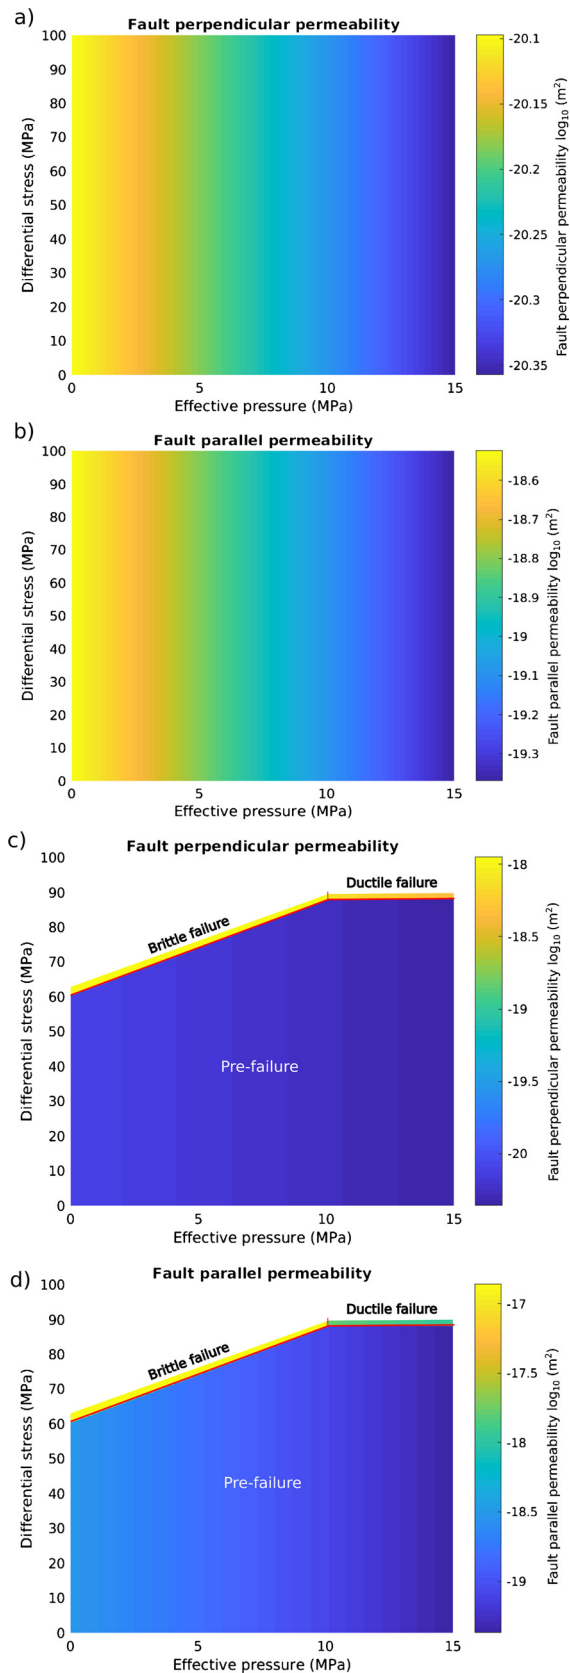 a)
Fault perpendicular permeability
100
90
80
70
60
50
40
30
20
10
0
Differential stress (MPa)
0 5 10 15
Effective pressure (MPa)
-20.1
-20.15
-20.2
-20.25
-20.3
-20.35
Fault perpendicular permeability log10 (m2)
b)
Fault parallel permeability
100
90
80
70
60
50
40
30
20
10
0
Differential stress (MPa)
0 5 10 15
Effective pressure (MPa)
-18.6
-18.7
-18.8
-18.9
-19
-19.1
-19.2
-19.3
Fault parallel permeability log10 (m2)
c)
Fault perpendicular permeability
100
90
80
70
60
50
40
30
20
10
0
Differential stress (MPa)
Brittle failure
Ductile failure
Pre-failure
0 5 10 15
Effective pressure (MPa)
-18
-18.5
-19
-19.5
-20
Fault perpendicular permeability log10 (m2)
d)
Fault parallel permeability
100
90
80
70
60
50
40
30
20
10
0
Differential stress (MPa)
Brittle failure
Ductile failure
Pre-failure
0 5 10 15
Effective pressure (MPa)
-17
-17.5
-18
-18.5
-19
Fault parallel permeability log10 (m2)